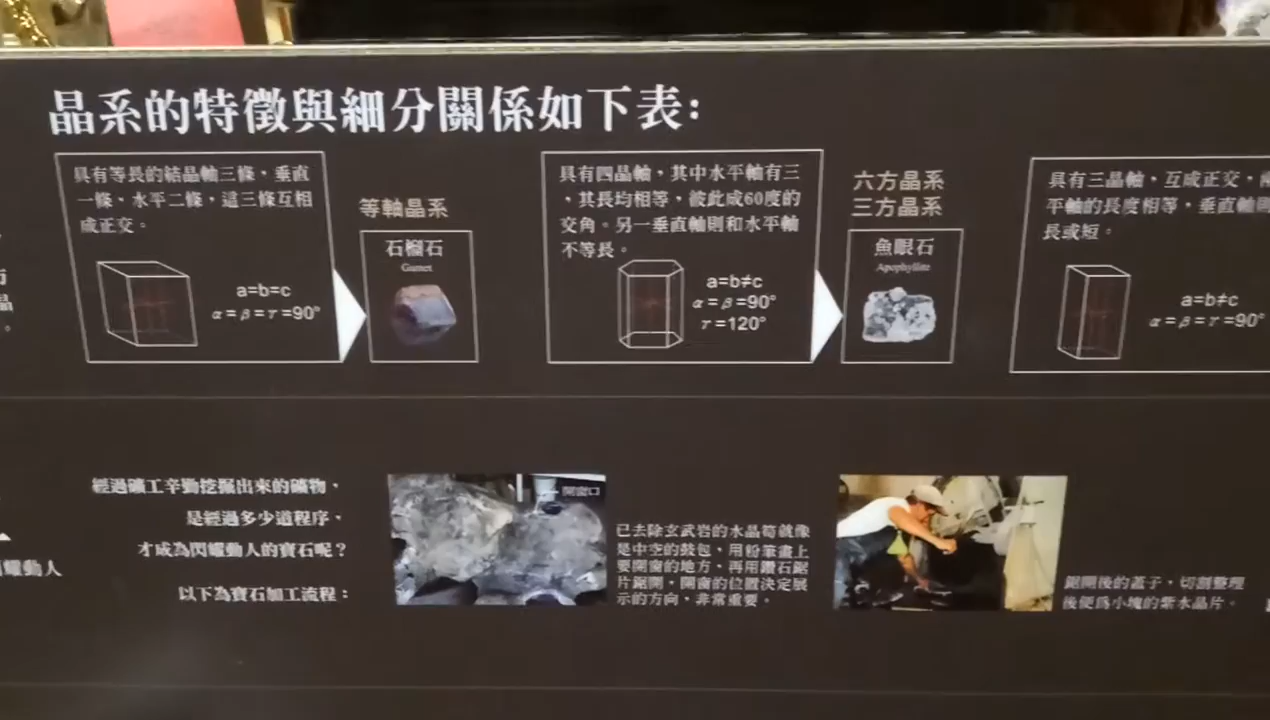 晶系的特徵與細分關係如下表:
具有等長的結晶軸三條，垂直
一條、水平二條，這三條互相
成正交。
a=b=c
α=β=γ=90°
等軸晶系
石榴石
Garnet
具有四晶軸，其中水平軸有三
，其長均相等，彼此成60度的
交角。另一垂直軸則和水平軸
不等長。
a=b≠c
α=β=90°
γ=120°
六方晶系
三方晶系
魚眼石
Apophyllite
具有三晶軸，互成正交，
平軸的長度相等，垂直軸則
長或短。
a=b≠c
α=β=γ=90°
晶
。
耀動人
經過礦工辛勤挖掘出來的礦物，
是經過多少道程序，
才成為閃耀動人的寶石呢？
以下為寶石加工流程：
開窗口
已去除玄武岩的水晶筍就像
是中空的鼓包，用粉筆畫上
要開窗的地方，再用鑽石鋸
片鋸開，開窗的位置決定展
示的方向，非常重要。
鋸開後的蓋子，切割整理
後便為小塊的紫水晶片。